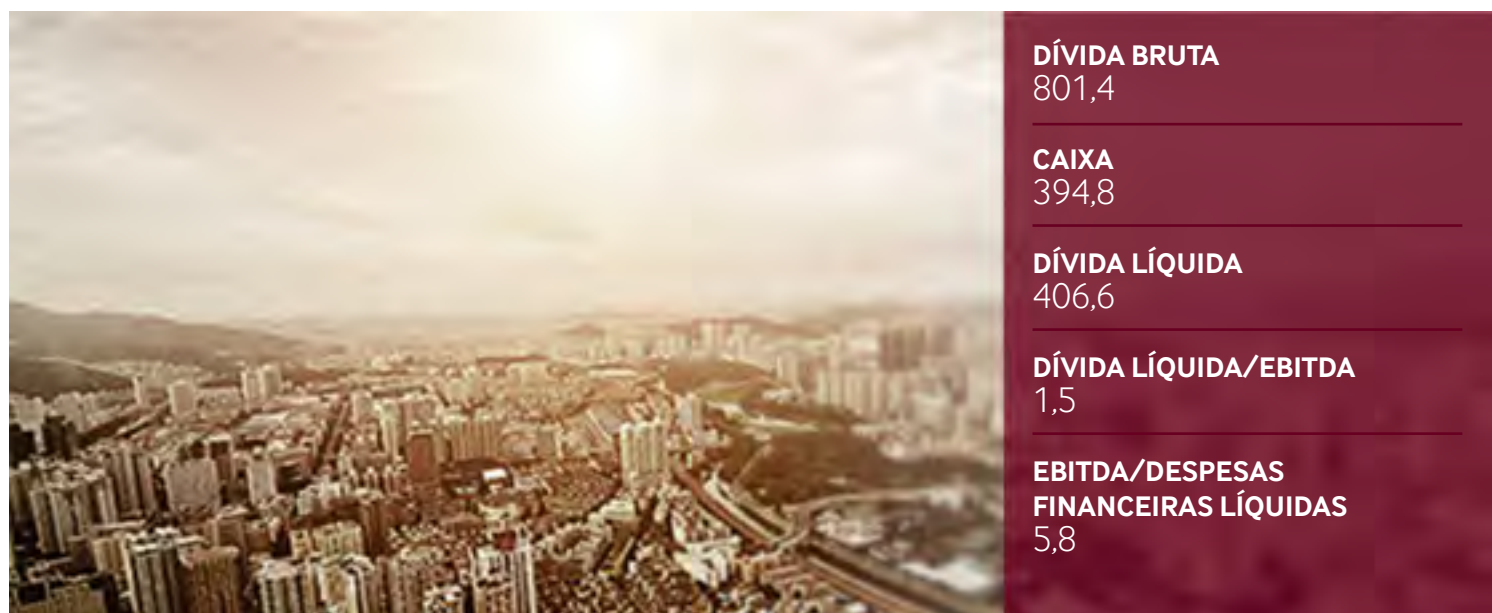 DÍVIDA BRUTA
801,4
CAIXA
394,8
DÍVIDA LÍQUIDA
406,6
DÍVIDA LÍQUIDA/EBITDA
1,5
EBITDA/DESPESAS
FINANCEIRAS LÍQUIDAS
5,8